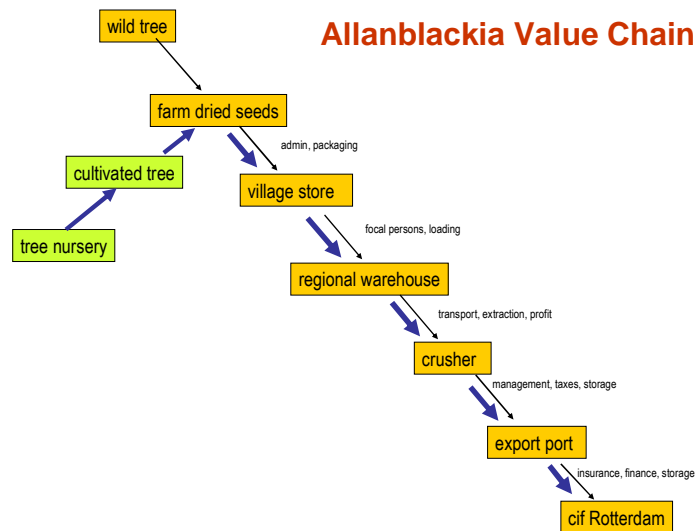 Allanblackia Value Chain
wild tree
farm dried seeds
admin, packaging
cultivated tree
village store
focal persons, loading
tree nursery
regional warehouse
transport, extraction, profit
crusher
management, taxes, storage
export port
insurance, finance, storage
cif Rotterdam